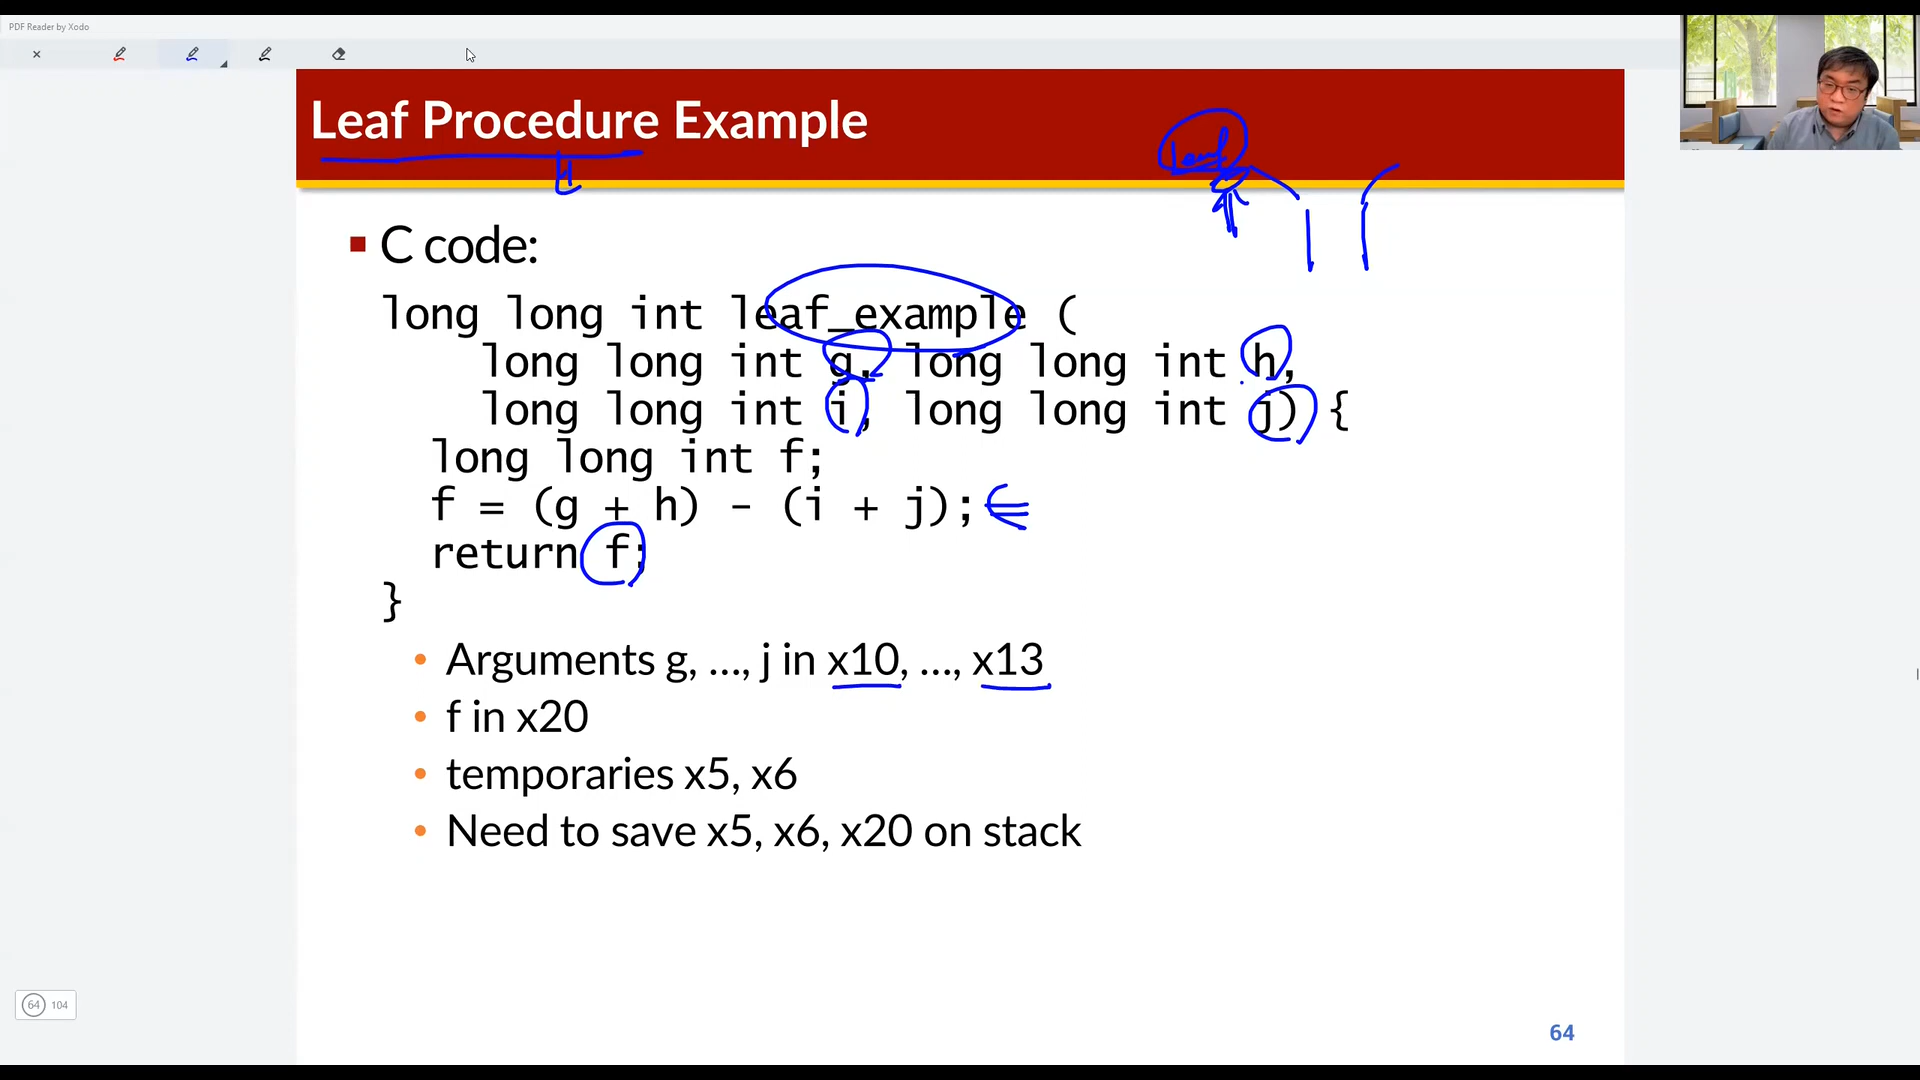 PDF Reader by Xodo
Leaf Procedure Example
leaf
C code:
long long int leaf_example (
long long int g, long long int h,
long long int i, long long int j) {
long long int f;
f = (g + h) - (i + j);
return f;
}
Arguments g, ..., j in x10, ..., x13
f in x20
temporaries x5, x6
Need to save x5, x6, x20 on stack
64 104
64